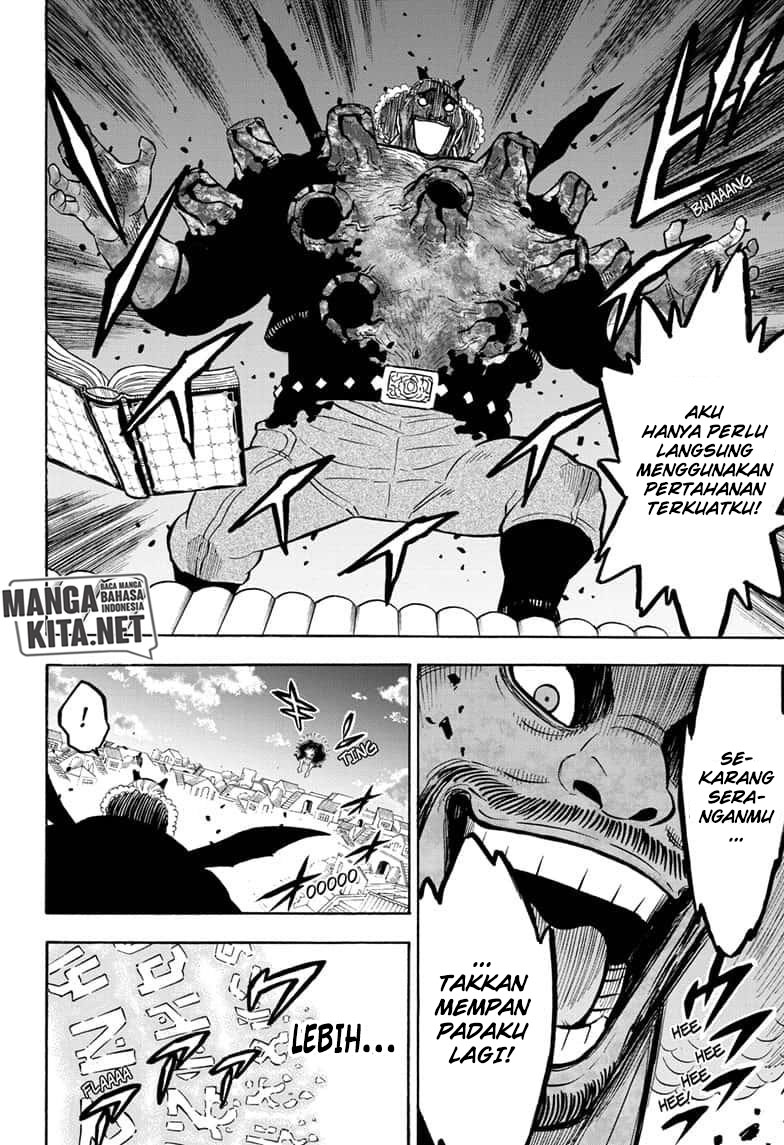 BWAAANG
AKU
HANYA PERLU
LANGSUNG
MENGGUNAKAN
PERTAHANAN
TERKUATKU!
MANGA
KITA.NET
BACA MANGA
BAHASA
INDONESIA
SE-
KARANG
SERA-
NGANMU
...
...
TAKKAN
MEMPAN
PADAKU
LAGI!
HEE
HEE
HEE
HEE
HEE!
!
TING
OOOOO
LEBIH...
FLAAAA